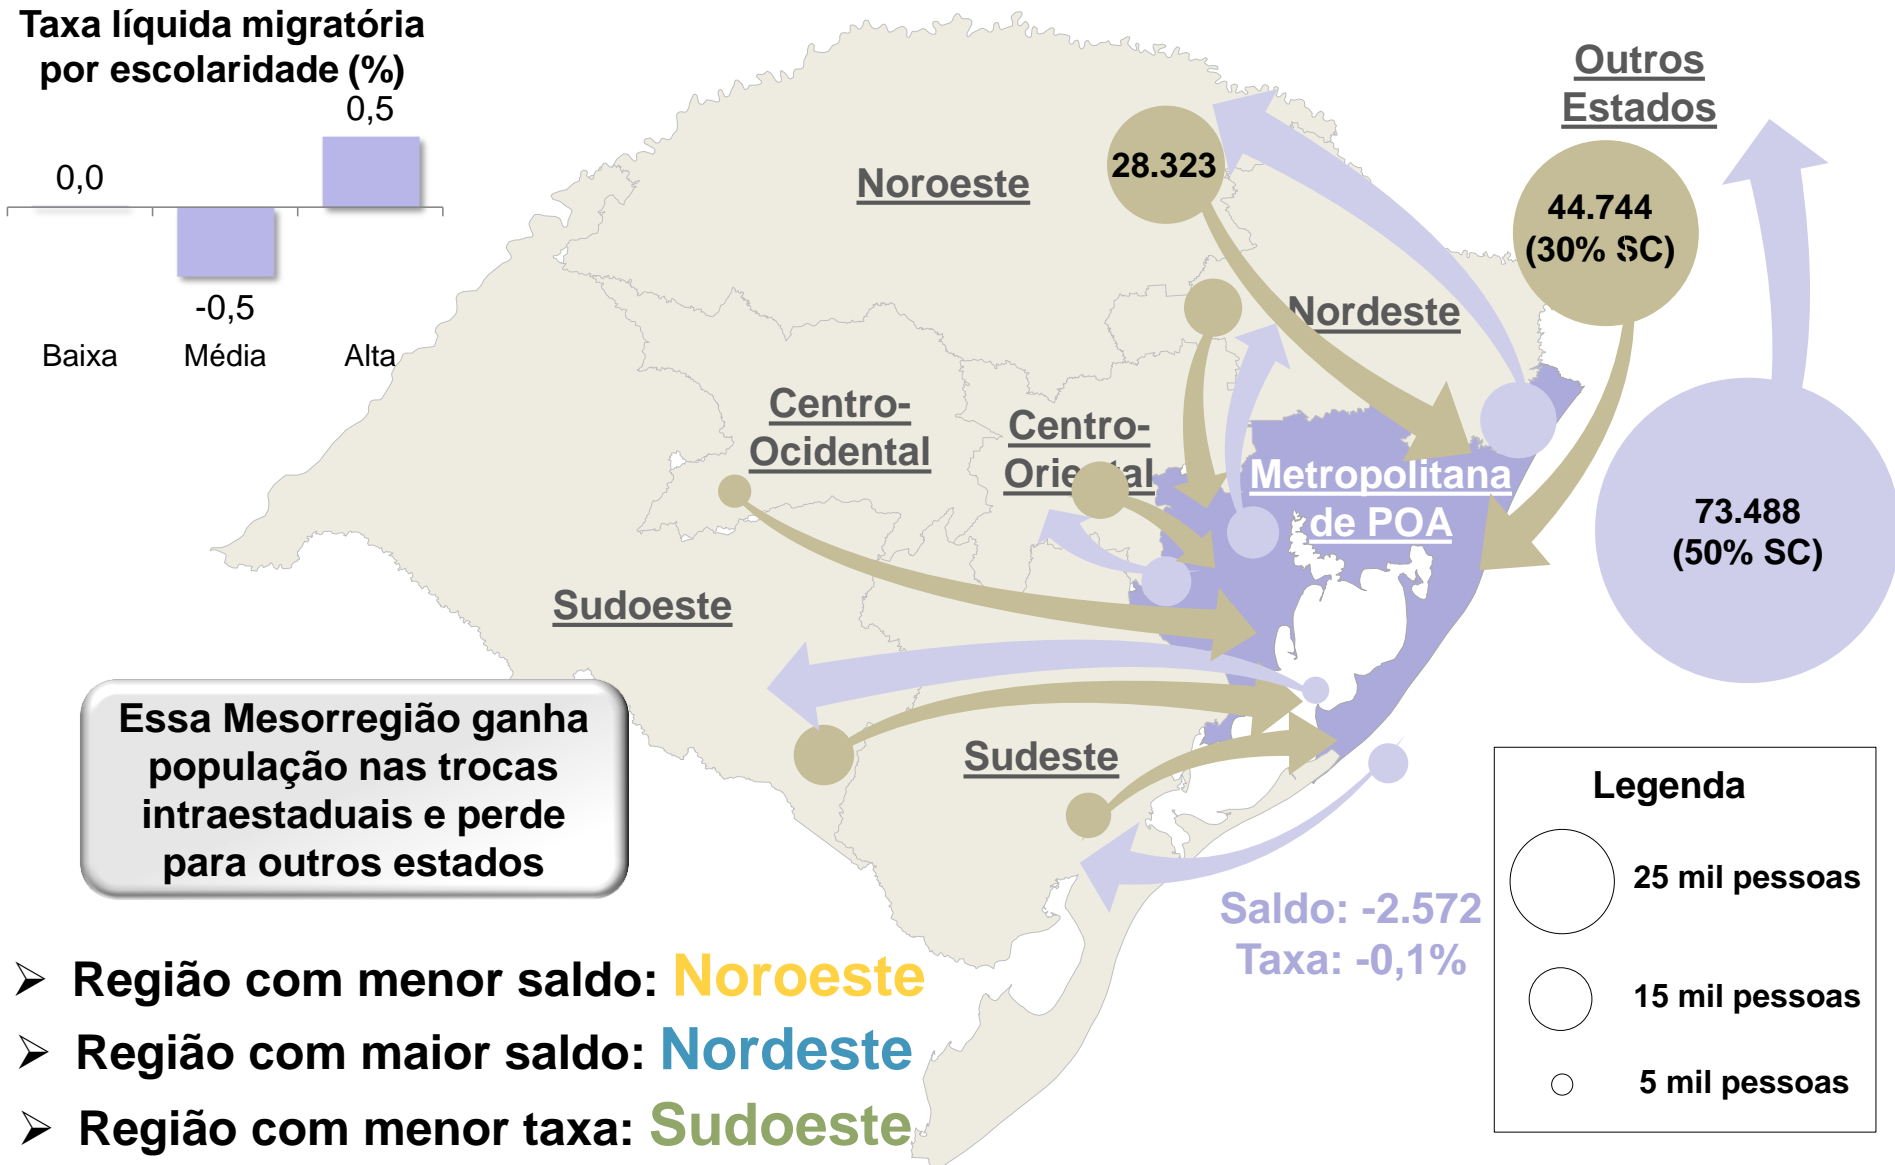 Taxa líquida migratória
por escolaridade (%)
0,0
-0,5
0,5
Baixa
Média
Alta
Outros
Estados
28.323
Noroeste
44.744
(30% SC)
Nordeste
Centro-
Ocidental
Centro-
Oriental
Metropolitana
de POA
73.488
(50% SC)
Sudoeste
Sudeste
Essa Mesorregião ganha
população nas trocas
intraestaduais e perde
para outros estados
Saldo: -2.572
Taxa: -0,1%
Legenda
25 mil pessoas
15 mil pessoas
5 mil pessoas
➢ Região com menor saldo: Noroeste
➢ Região com maior saldo: Nordeste
➢ Região com menor taxa: Sudoeste